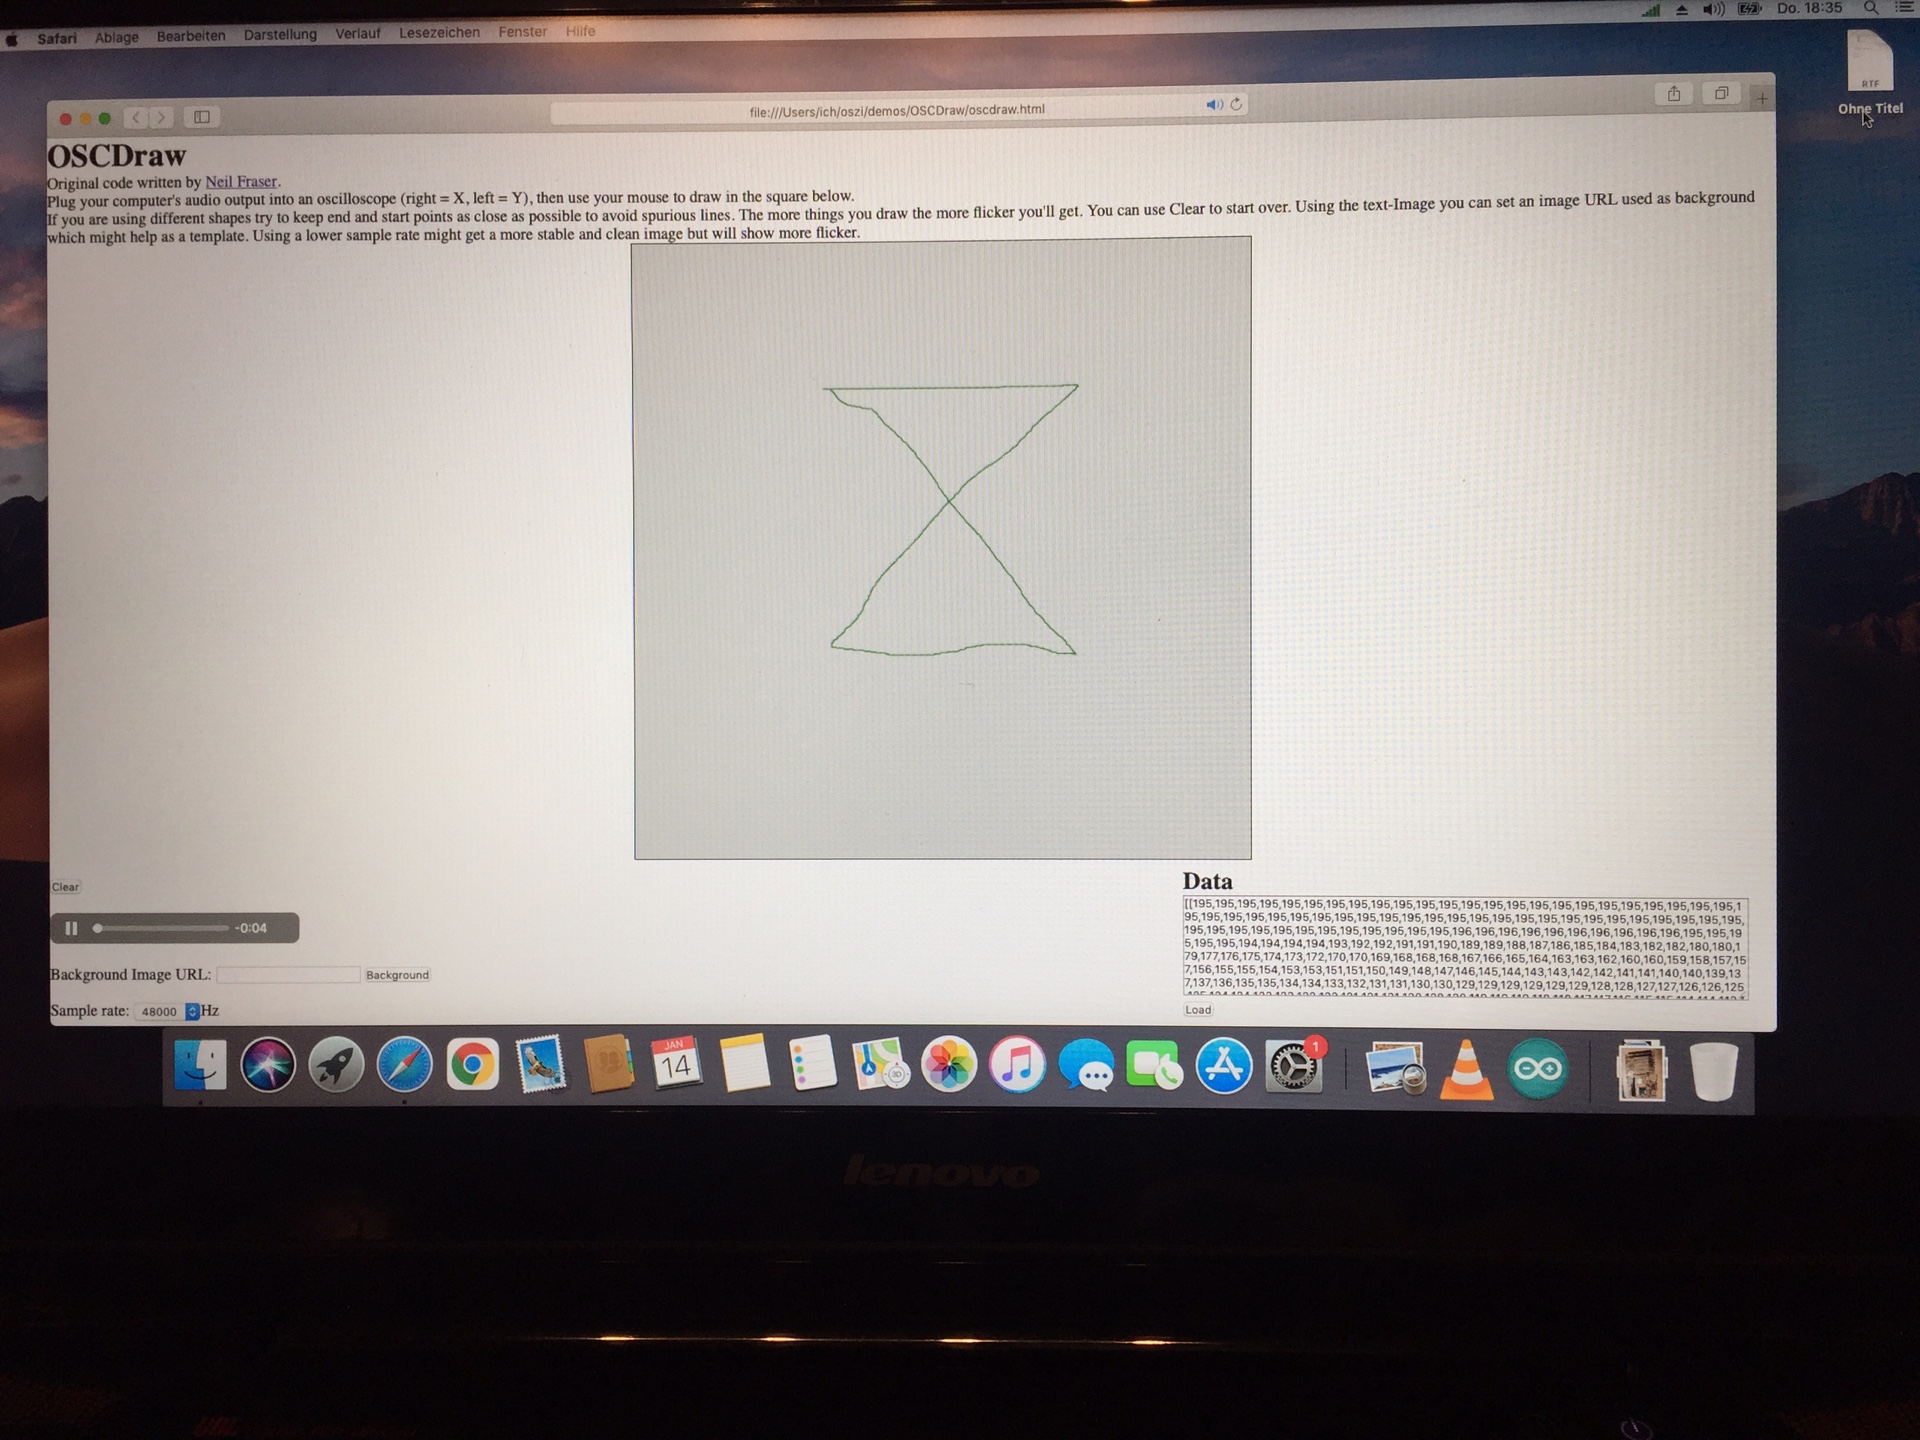 Safari Ablage Bearbeiten Darstellung Verlauf Lesezeichen Fenster Hilfe
Do. 18:35
RTF
Ohne Titel
file:///Users/ich/oszi/demos/OSCDraw/oscdraw.html
OSCDraw
Original code written by Neil Fraser.
Plug your computer's audio output into an oscilloscope (right = X, left = Y), then use your mouse to draw in the square below.
If you are using different shapes try to keep end and start points as close as possible to avoid spurious lines. The more things you draw the more flicker you'll get. You can use Clear to start over. Using the text-Image you can set an image URL used as background
which might help as a template. Using a lower sample rate might get a more stable and clean image but will show more flicker.
Clear
-0:04
Background Image URL: Background
Sample rate: 48000 Hz
Data
[[195,195,195,195,195,195,195,195,195,195,195,195,195,195,195,195,195,195,195,195,195,195,195,195,195,1
95,195,195,195,195,195,195,195,195,195,195,195,195,195,195,195,195,195,195,195,195,195,195,195,195,195,
195,195,195,195,195,195,195,195,195,195,195,195,196,196,196,196,196,196,196,196,196,196,195,195,19
5,195,195,194,194,194,194,193,192,192,191,191,190,189,189,188,187,186,185,184,183,182,182,180,180,1
79,177,176,175,174,173,172,170,170,169,168,168,168,167,166,165,164,163,163,162,160,160,159,158,157,15
7,156,155,155,154,153,153,151,151,150,149,148,147,146,145,144,143,143,142,142,141,141,140,140,139,13
7,137,136,135,135,134,134,133,132,131,131,130,130,129,129,129,129,129,129,128,128,127,127,126,126,125
Load
JAN
14
3D
1
lenovo